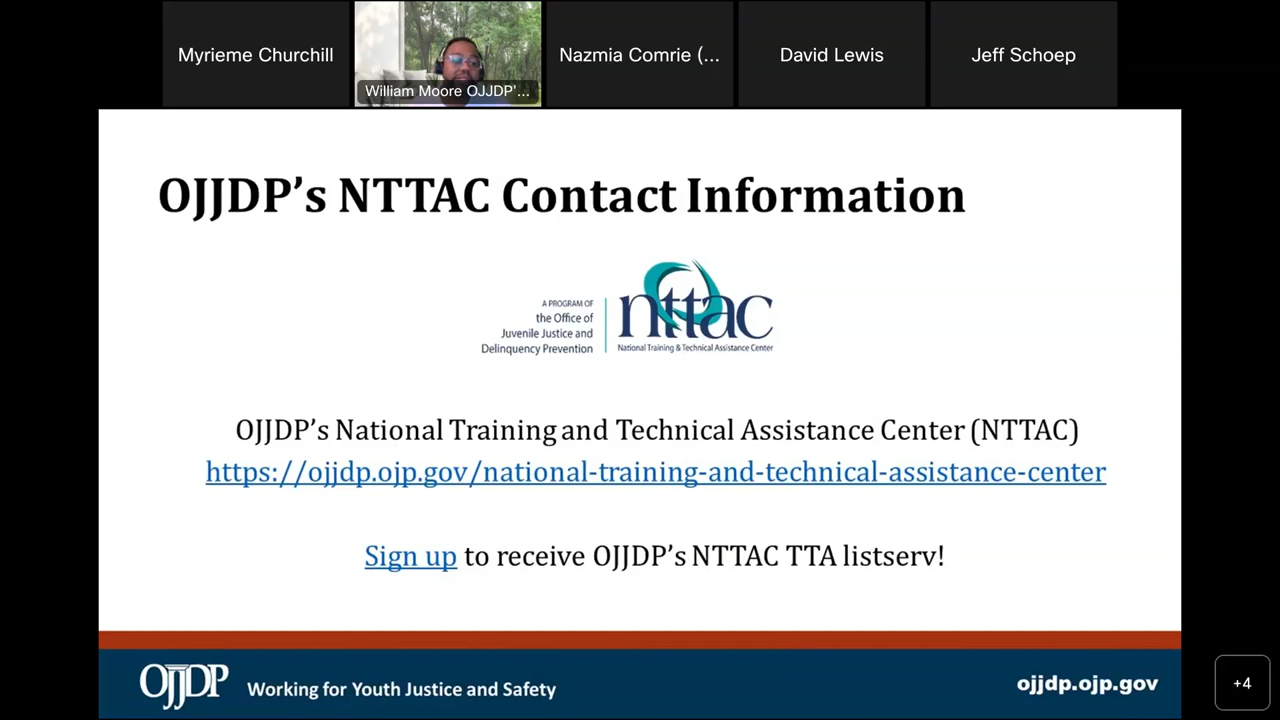 Myrieme Churchill
William Moore OJJDP'...
Nazmia Comrie (...
David Lewis
Jeff Schoep
OJJDP’s NTTAC Contact Information
A PROGRAM OF
the Office of
Juvenile Justice and
Delinquency Prevention
nttac
National Training & Technical Assistance Center
OJJDP’s National Training and Technical Assistance Center (NTTAC)
https://ojjdp.ojp.gov/national-training-and-technical-assistance-center
Sign up to receive OJJDP’s NTTAC TTA listserv!
OJJDP Working for Youth Justice and Safety
ojjdp.ojp.gov
+4